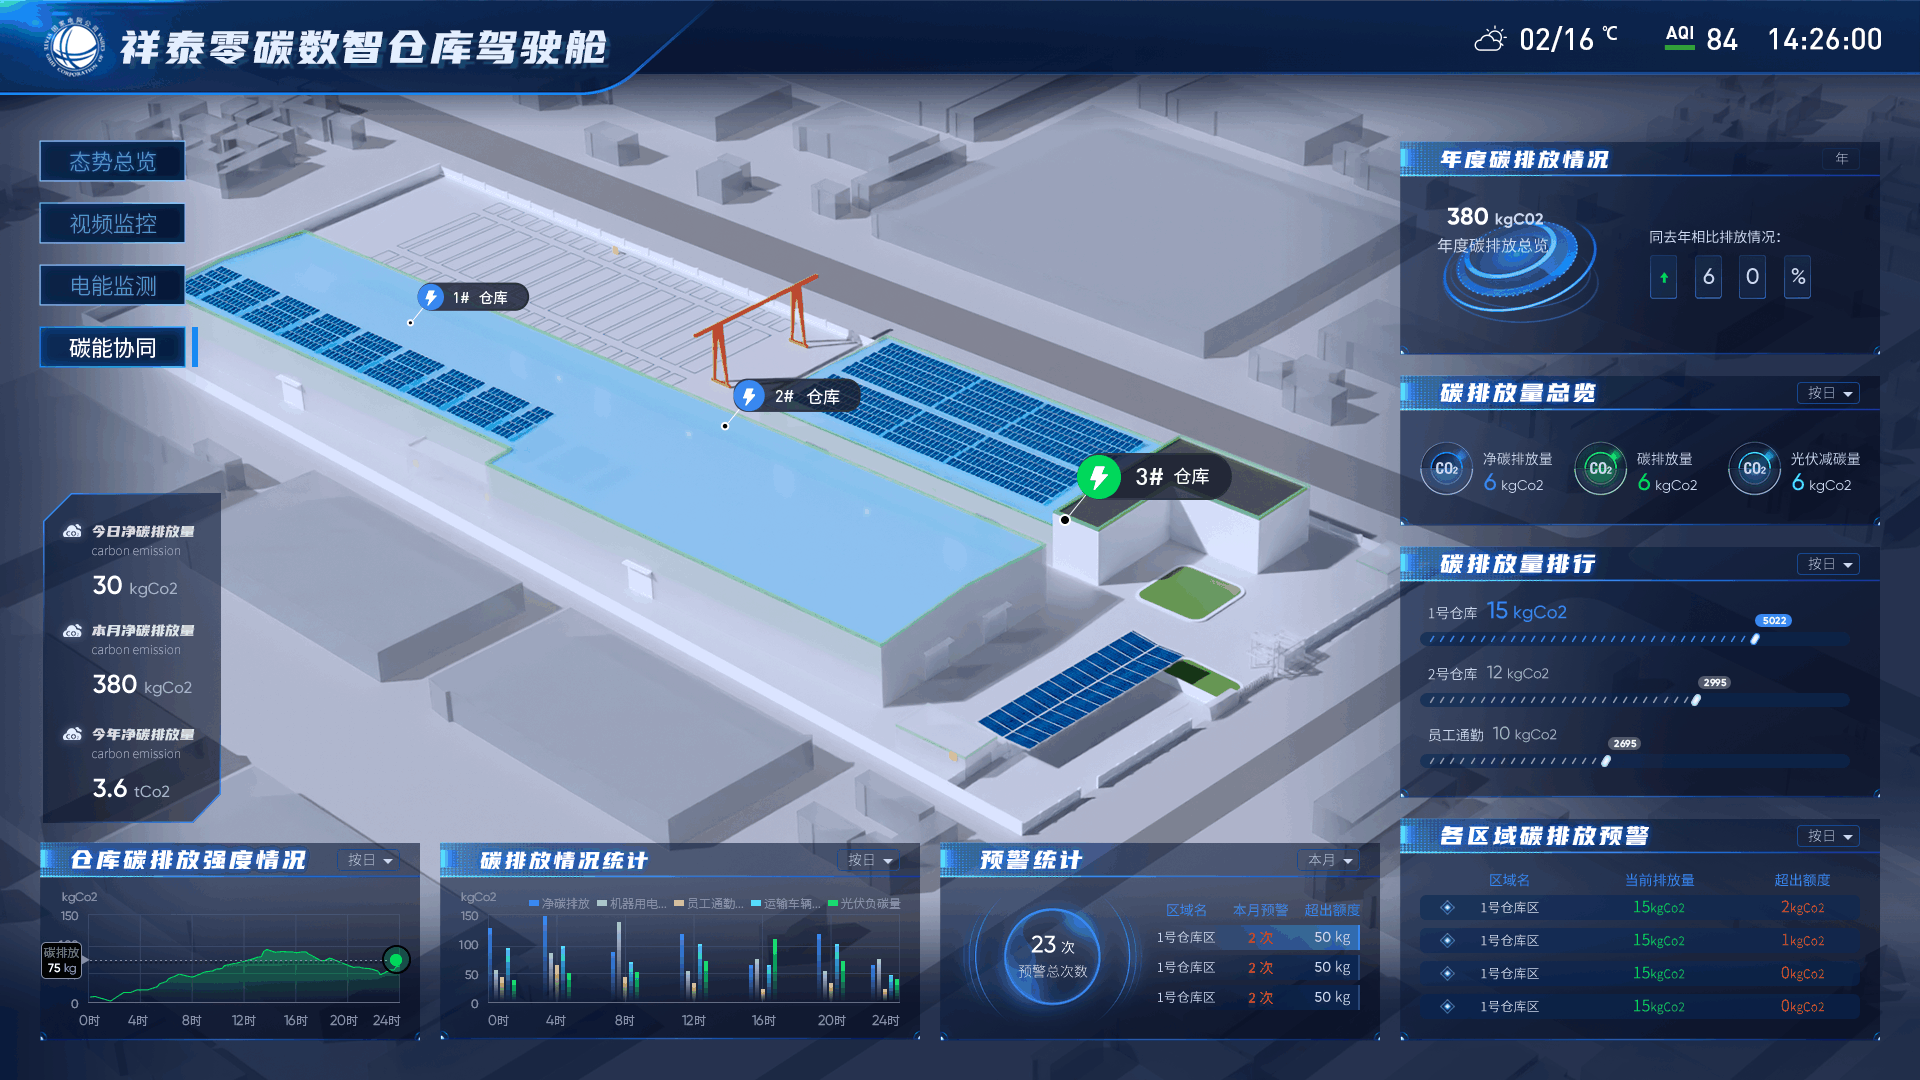 祥泰零碳数智仓库驾驶舱
02/16 ℃
AQI 84
14:26:00
态势总览
视频监控
电能监测
碳能协同
1# 仓库
2# 仓库
3# 仓库
今日净碳排放量
carbon emission
30 kgCo2
本月净碳排放量
carbon emission
380 kgCo2
今年净碳排放量
carbon emission
3.6 tCo2
年度碳排放情况
年
380 kgCO2
年度碳排放总览
同去年相比排放情况：
6 0 %
碳排放量总览
按日
CO₂ 净碳排放量
6 kgCo2
CO₂ 碳排放量
6 kgCo2
CO₂ 光伏减碳量
6 kgCo2
碳排放量排行
按日
1号仓库 15 kgCo2
5022
2号仓库 12 kgCo2
2995
员工通勤 10 kgCo2
2695
仓库碳排放强度情况
按日
kgCo2
150
碳排放
75 kg
0
0时 4时 8时 12时 16时 20时 24时
碳排放情况统计
按日
kgCo2
净碳排放 机器用电... 员工通勤... 运输车辆... 光伏负碳量
150
100
50
0
0时 4时 8时 12时 16时 20时 24时
预警统计
本月
23 次
预警总次数
区域名 本月预警 超出额度
1号仓库区 2 次 50 kg
1号仓库区 2 次 50 kg
1号仓库区 2 次 50 kg
各区域碳排放预警
按日
区域名 当前排放量 超出额度
1号仓库区 15kgCo2 2kgCo2
1号仓库区 15kgCo2 1kgCo2
1号仓库区 15kgCo2 0kgCo2
1号仓库区 15kgCo2 0kgCo2